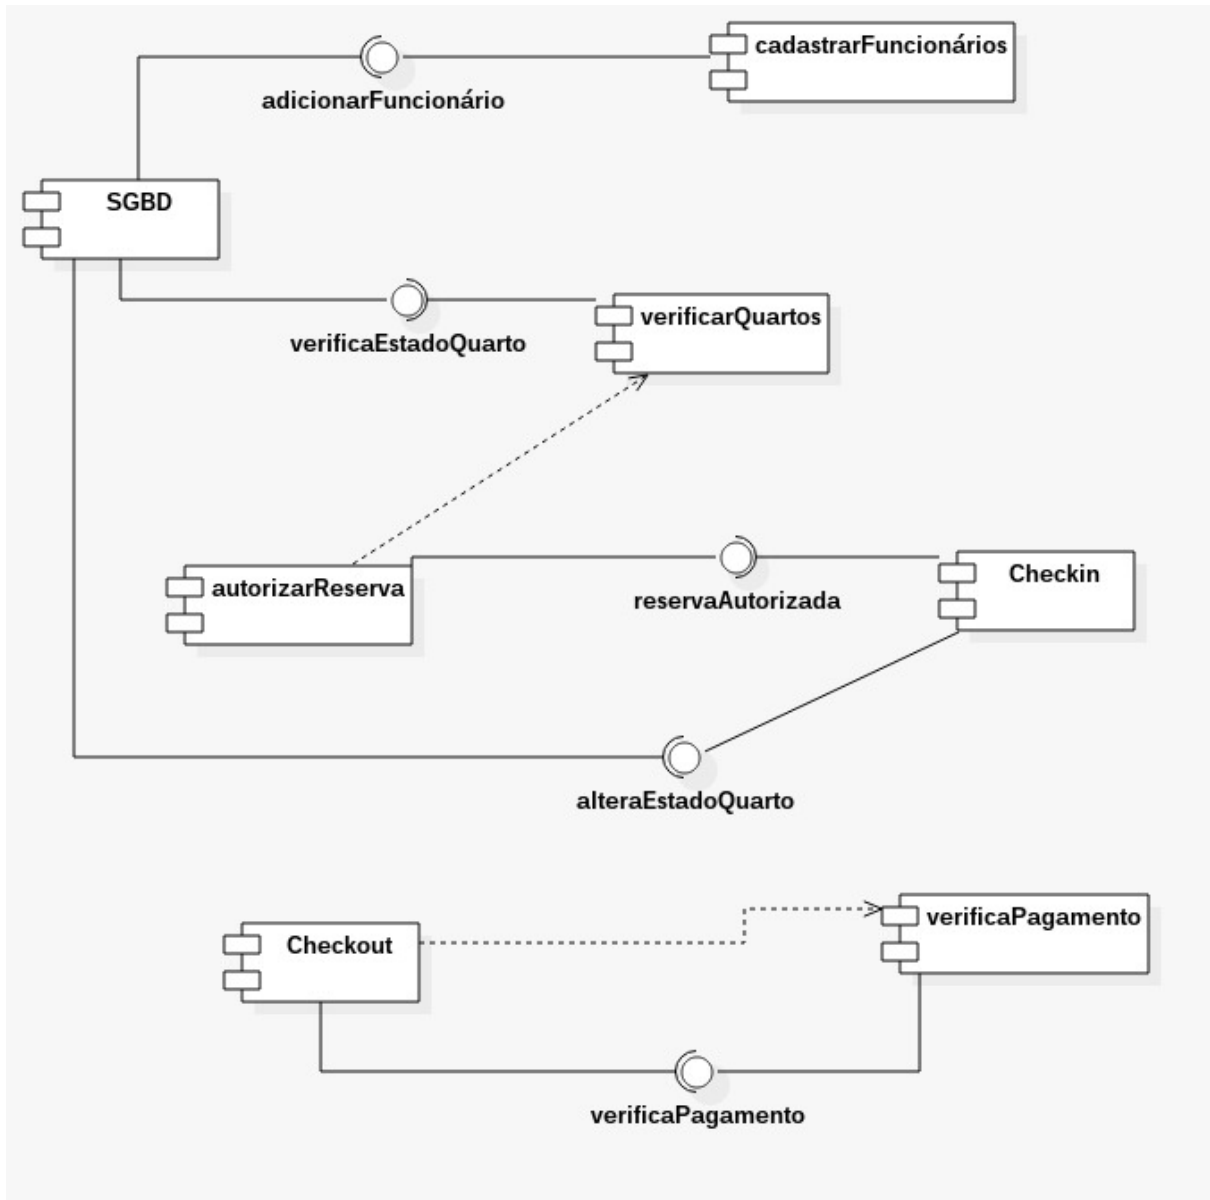 cadastrarFuncionários
adicionarFuncionário
SGBD
verificarQuartos
verificaEstadoQuarto
autorizarReserva
Checkin
reservaAutorizada
alteraEstadoQuarto
verificaPagamento
Checkout
verificaPagamento